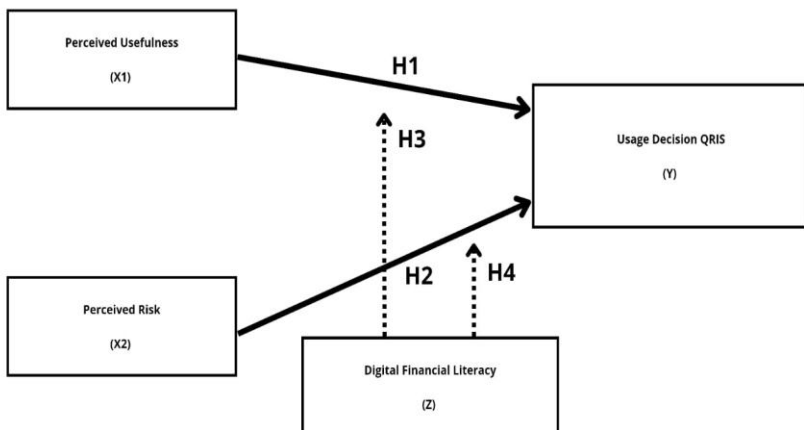 Perceived Usefulness
(X1)
H1
Usage Decision QRIS
(Y)
H3
H2
H4
Perceived Risk
(X2)
Digital Financial Literacy
(Z)